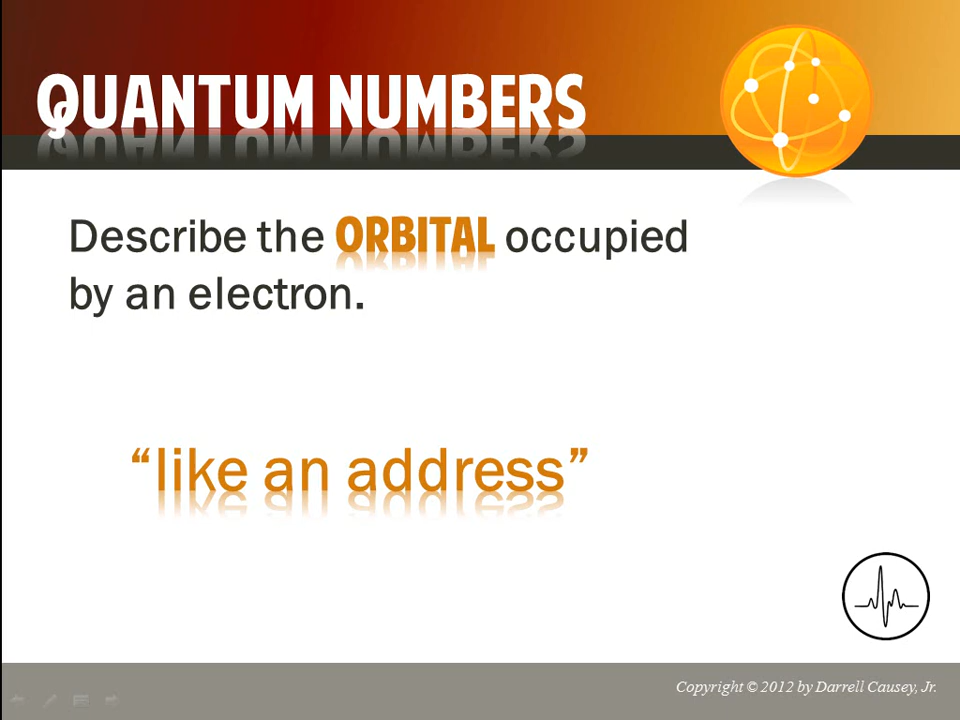 QUANTUM NUMBERS
Describe the ORBITAL occupied
by an electron.
“like an address”
Copyright © 2012 by Darrell Causey, Jr.